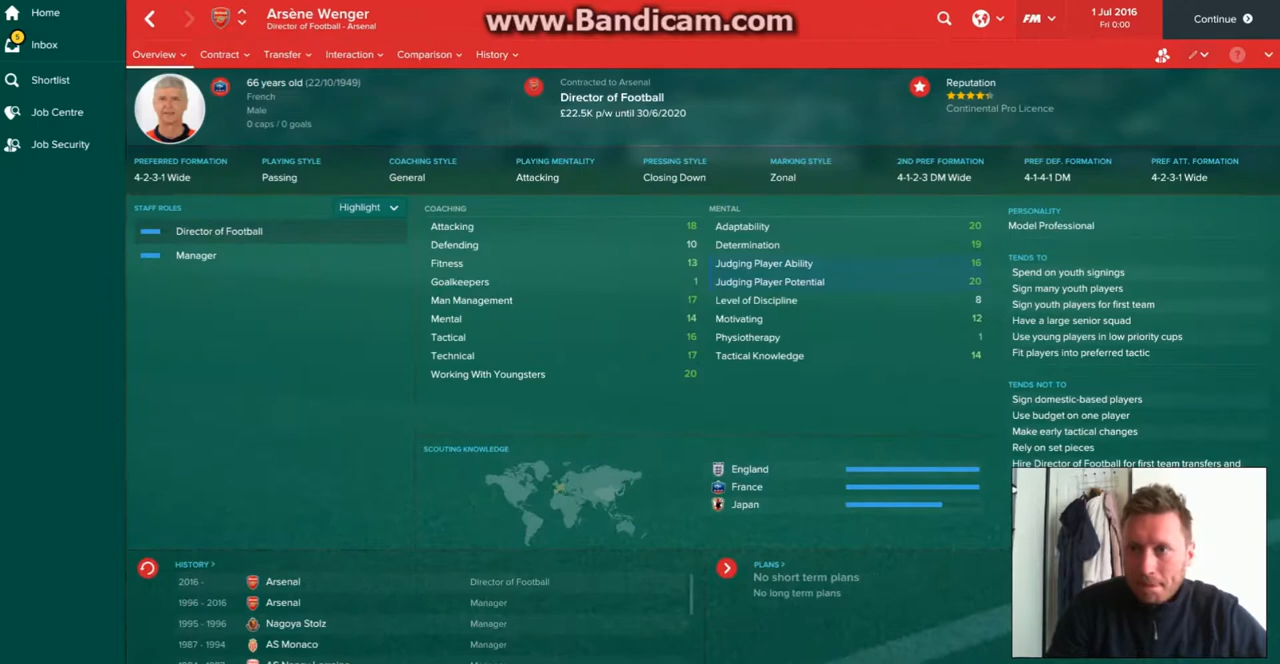 Home
Inbox
5
Shortlist
Job Centre
Job Security
Arsène Wenger
Director of Football - Arsenal
www.Bandicam.com
FM
1 Jul 2016
Fri 0:00
Continue
Overview
Contract
Transfer
Interaction
Comparison
History
66 years old (22/10/1949)
French
Male
0 caps / 0 goals
Contracted to Arsenal
Director of Football
£22.5K p/w until 30/6/2020
Reputation
Continental Pro Licence
PREFERRED FORMATION
4-2-3-1 Wide
PLAYING STYLE
Passing
COACHING STYLE
General
PLAYING MENTALITY
Attacking
PRESSING STYLE
Closing Down
MARKING STYLE
Zonal
2ND PREF FORMATION
4-1-2-3 DM Wide
PREF DEF. FORMATION
4-1-4-1 DM
PREF ATT. FORMATION
4-2-3-1 Wide
STAFF ROLES
Highlight
Director of Football
Manager
COACHING
Attacking 18
Defending 10
Fitness 13
Goalkeepers 1
Man Management 17
Mental 14
Tactical 16
Technical 17
Working With Youngsters 20
MENTAL
Adaptability 20
Determination 19
Judging Player Ability 16
Judging Player Potential 20
Level of Discipline 8
Motivating 12
Physiotherapy 1
Tactical Knowledge 14
PERSONALITY
Model Professional
TENDS TO
Spend on youth signings
Sign many youth players
Sign youth players for first team
Have a large senior squad
Use young players in low priority cups
Fit players into preferred tactic
TENDS NOT TO
Sign domestic-based players
Use budget on one player
Make early tactical changes
Rely on set pieces
Hire Director of Football for first team transfers and
SCOUTING KNOWLEDGE
England
France
Japan
HISTORY >
2016 - Arsenal Director of Football
1996 - 2016 Arsenal Manager
1995 - 1996 Nagoya Stolz Manager
1987 - 1994 AS Monaco Manager
PLANS >
No short term plans
No long term plans